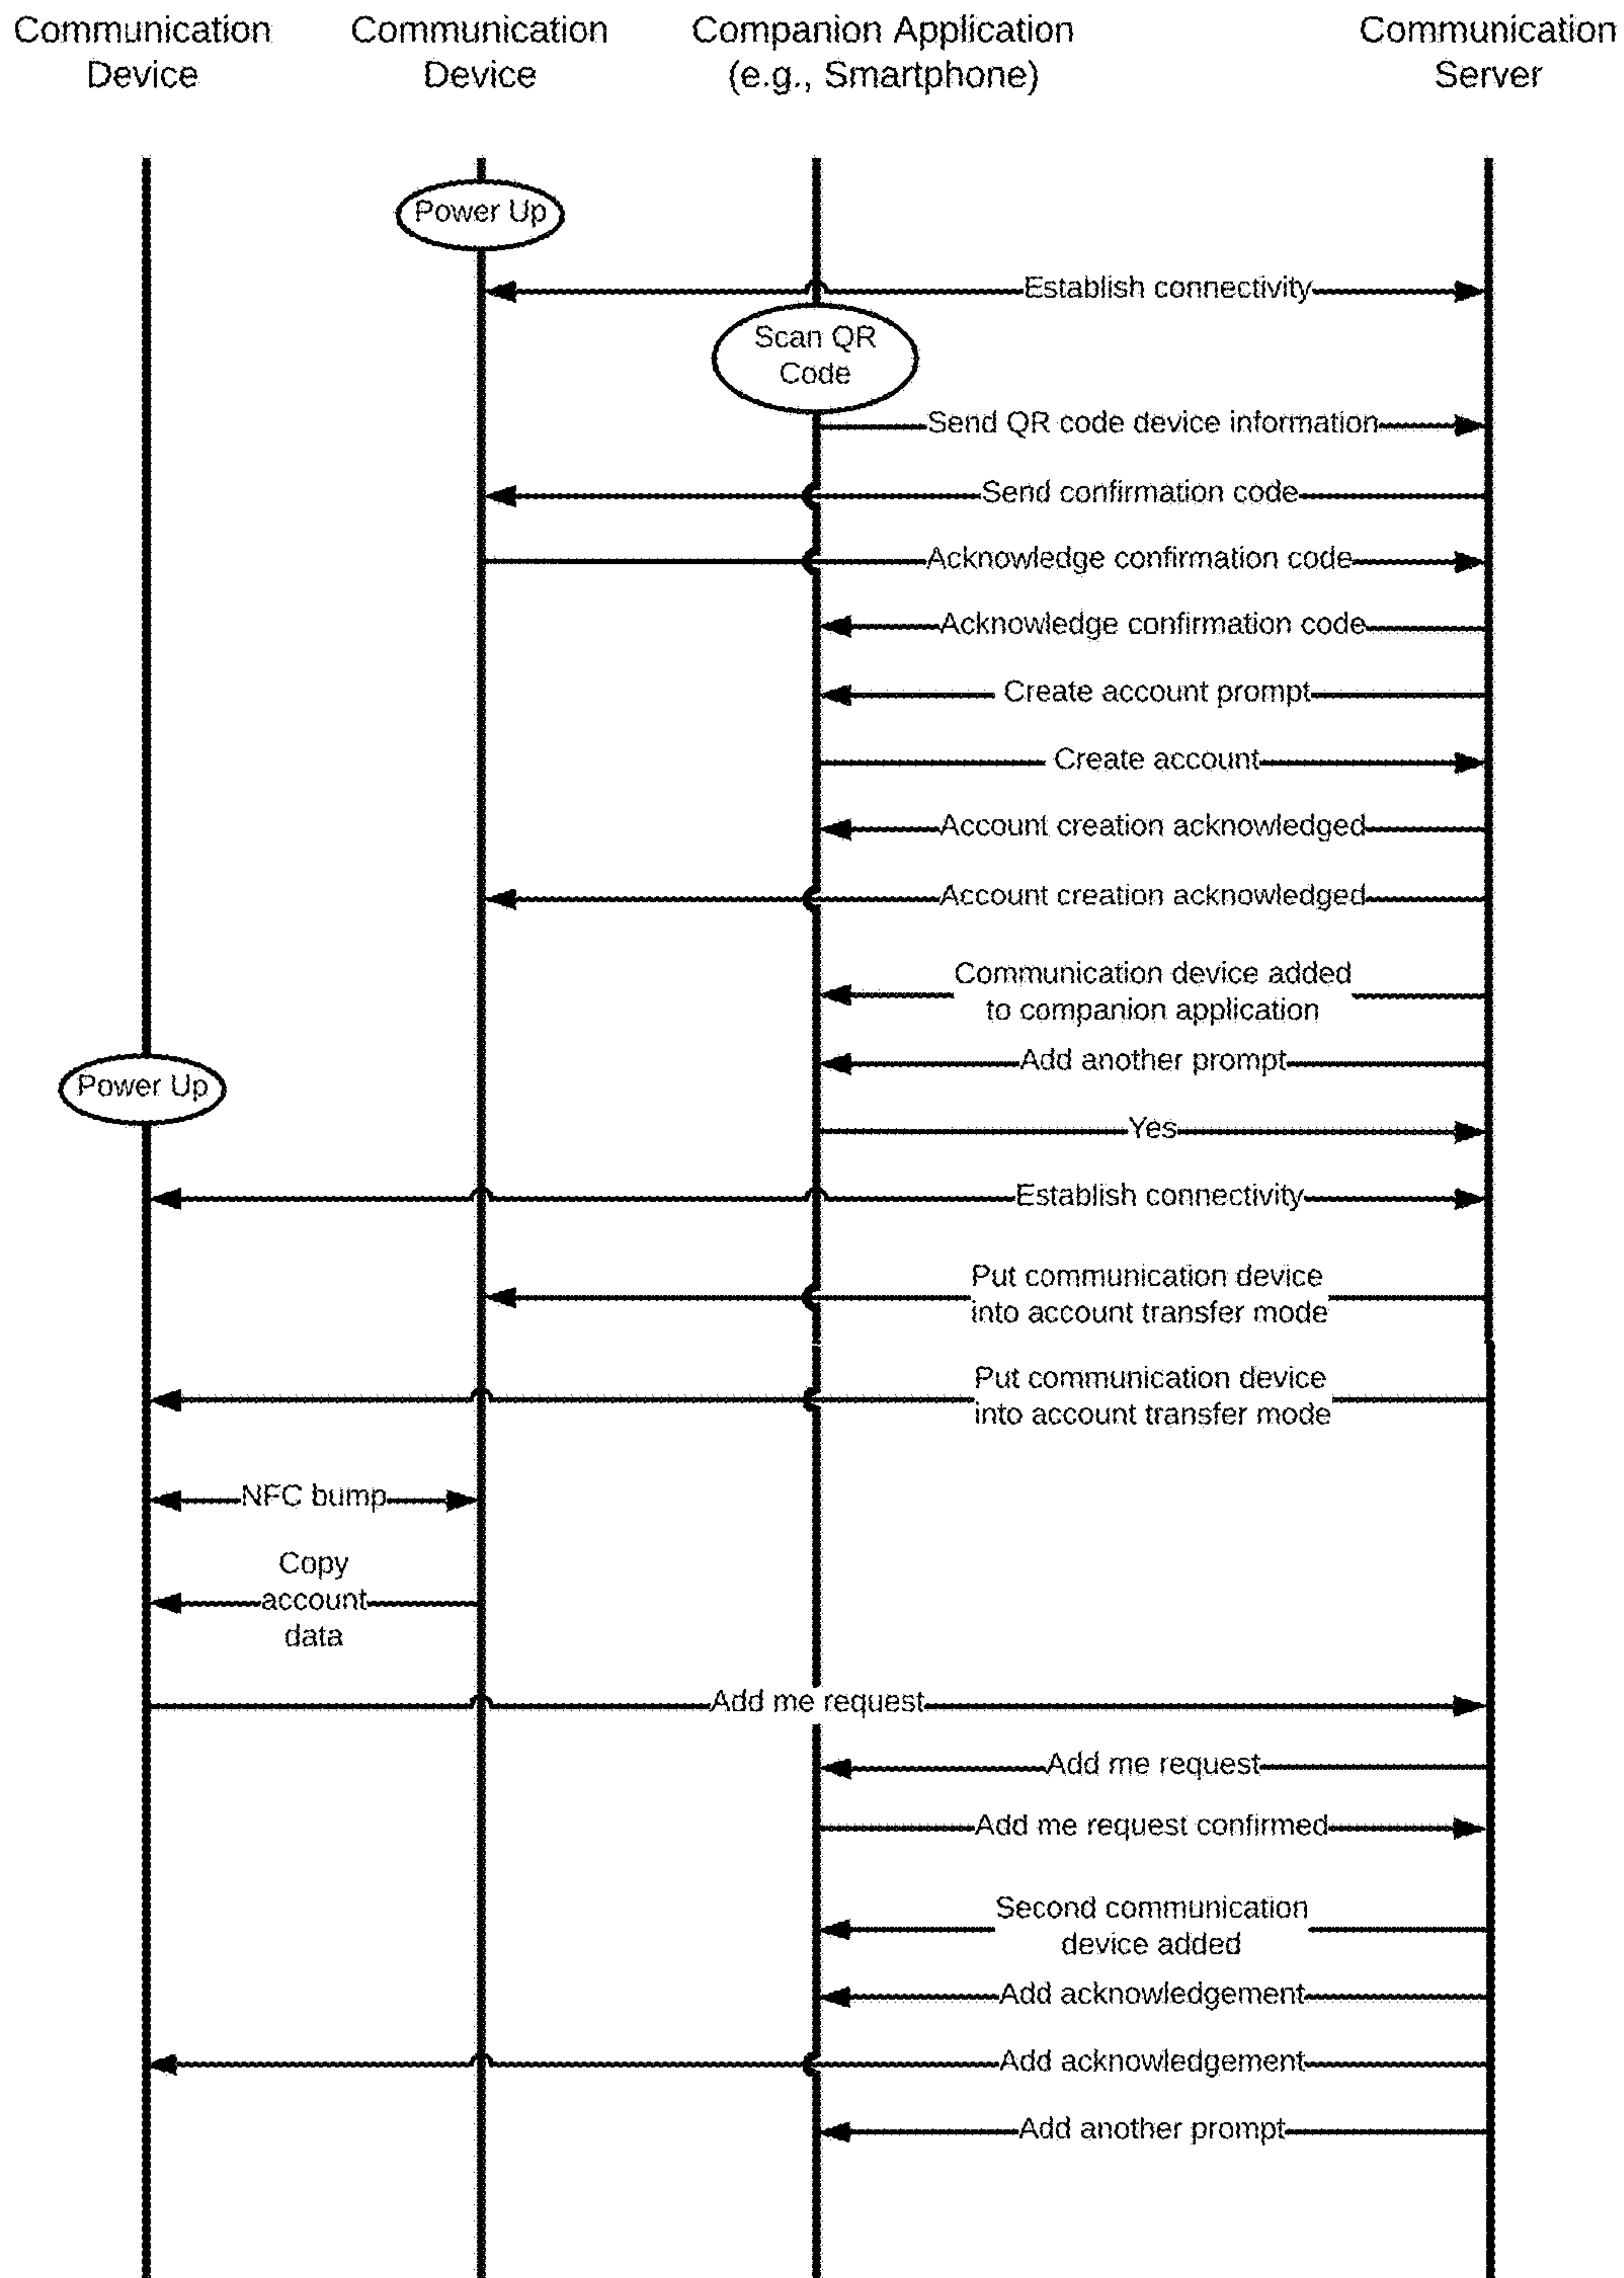 Communication
Device
Communication
Device
Companion Application
(e.g., Smartphone)
Communication
Server
Power Up
Establish connectivity
Scan QR
Code
Send QR code device information
Send confirmation code
Acknowledge confirmation code
Acknowledge confirmation code
Create account prompt
Create account
Account creation acknowledged
Account creation acknowledged
Communication device added
to companion application
Add another prompt
Power Up
Yes
Establish connectivity
Put communication device
into account transfer mode
Put communication device
into account transfer mode
NFC bump
Copy
account
data
Add me request
Add me request
Add me request confirmed
Second communication
device added
Add acknowledgement
Add acknowledgement
Add another prompt